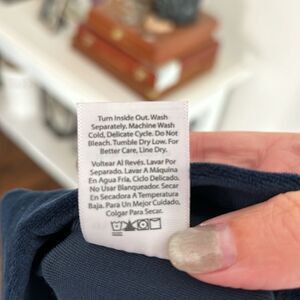 Turn Inside Out. Wash
Separately. Machine Wash
Cold, Delicate Cycle. Do Not
Bleach. Tumble Dry Low. For
Better Care, Line Dry.
Voltear Al Revés. Lavar Por
Separado. Lavar A Máquina
En Agua Fría, Ciclo Delicado.
No Usar Blanqueador. Secar
En Secadora A Temperatura
Baja. Para Un Mejor Cuidado,
Colgar Para Secar.